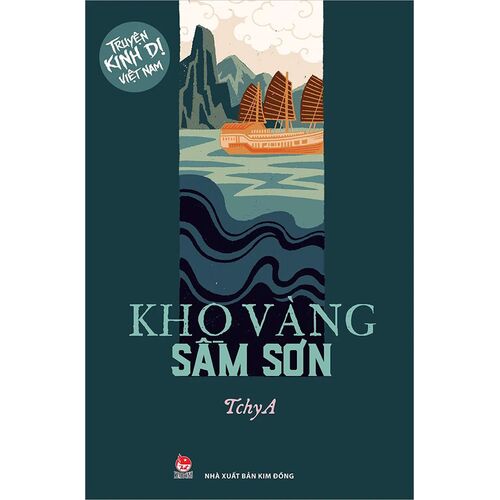 TRUYỆN
KINH DỊ
VIỆT NAM
KHO VÀNG
SẦM SƠN
TchyA
NHÀ XUẤT BẢN KIM ĐỒNG